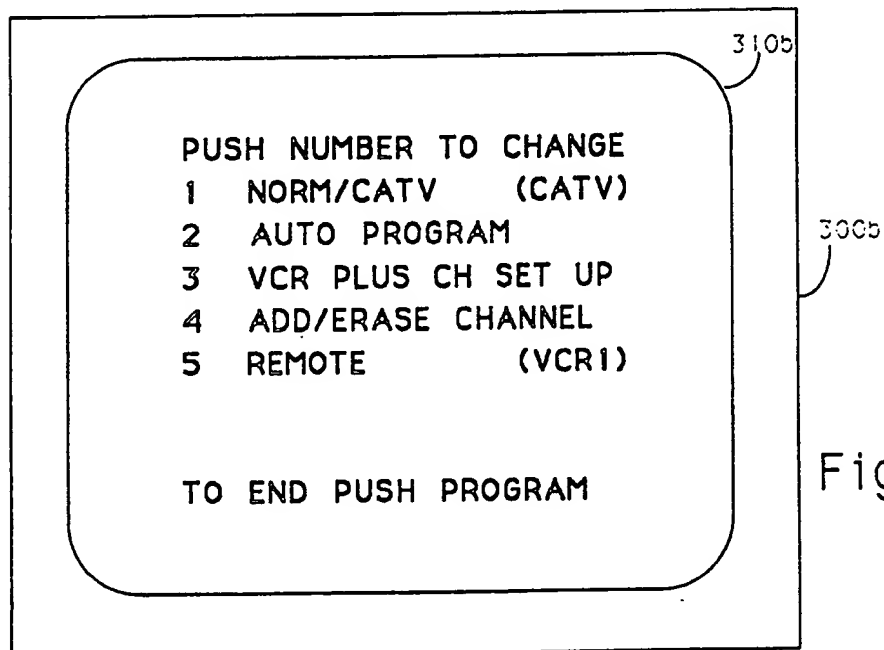 310b
PUSH NUMBER TO CHANGE
1 NORM/CATV (CATV)
2 AUTO PROGRAM
300b
3 VCR PLUS CH SET UP
4 ADD/ERASE CHANNEL
5 REMOTE (VCR1)
TO END PUSH PROGRAM